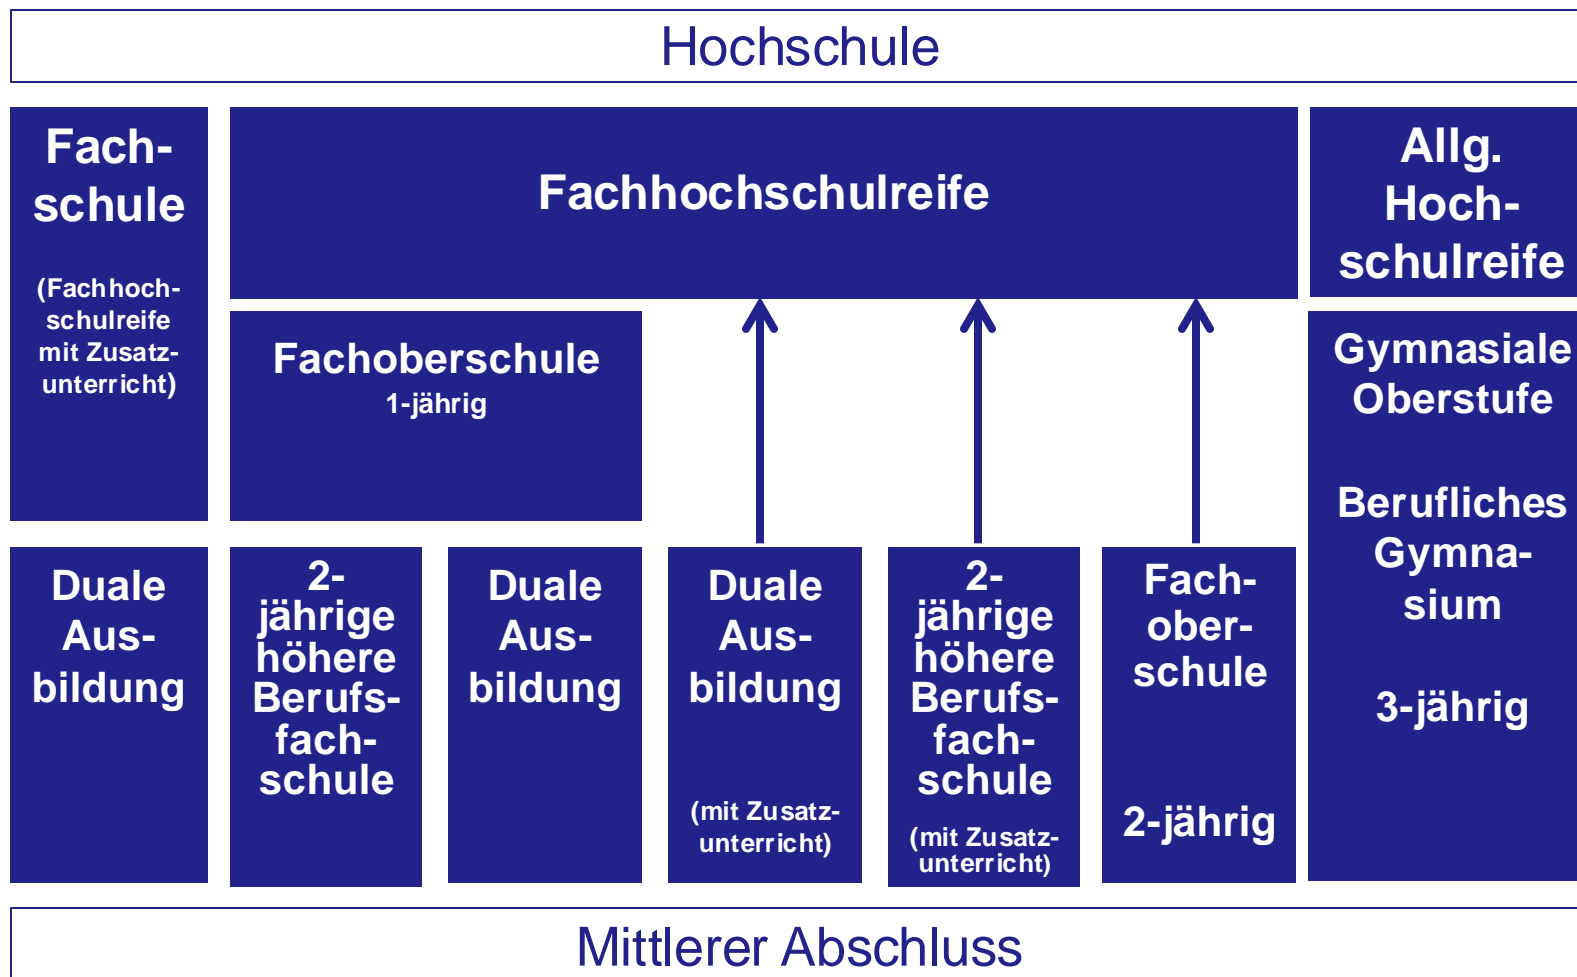 Hochschule
Fach-
schule
(Fachhoch-
schulreife
mit Zusatz-
unterricht)
Fachhochschulreife
Allg.
Hoch-
schulreife
Fachoberschule
1-jährig
Gymnasiale
Oberstufe
Berufliches
Gymna-
sium
3-jährig
Duale
Aus-
bildung
2-
jährige
höhere
Berufs-
fach-
schule
Duale
Aus-
bildung
Duale
Aus-
bildung
(mit Zusatz-
unterricht)
2-
jährige
höhere
Berufs-
fach-
schule
(mit Zusatz-
unterricht)
Fach-
ober-
schule
2-jährig
Mittlerer Abschluss